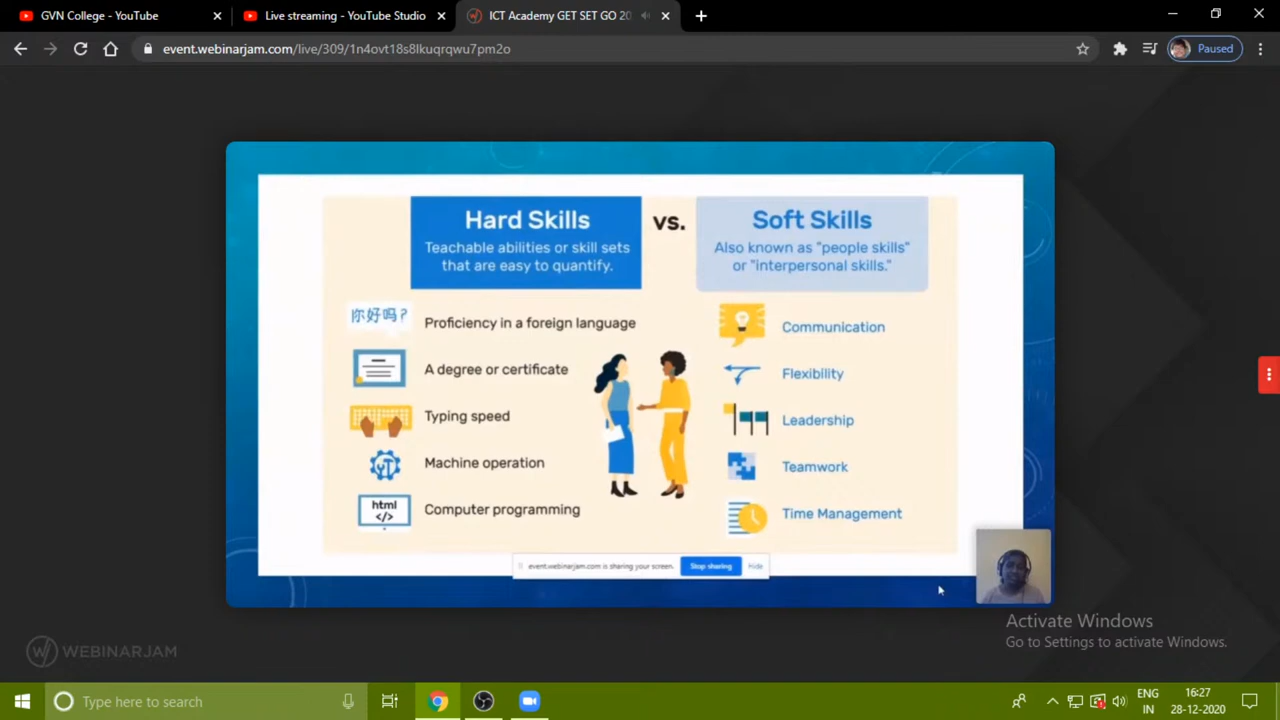 GVN College - YouTube
Live streaming - YouTube Studio
ICT Academy GET SET GO 20
event.webinarjam.com/live/309/1n4ovt18s8lkuqrqwu7pm2o
Paused
Hard Skills
Teachable abilities or skill sets
that are easy to quantify.
vs.
Soft Skills
Also known as "people skills"
or "interpersonal skills."
你好吗?
Proficiency in a foreign language
A degree or certificate
Typing speed
Machine operation
html
</>
Computer programming
Communication
Flexibility
Leadership
Teamwork
Time Management
event.webinarjam.com is sharing your screen.
Stop sharing
Hide
Activate Windows
Go to Settings to activate Windows.
WEBINARJAM
Type here to search
ENG
IN
16:27
28-12-2020